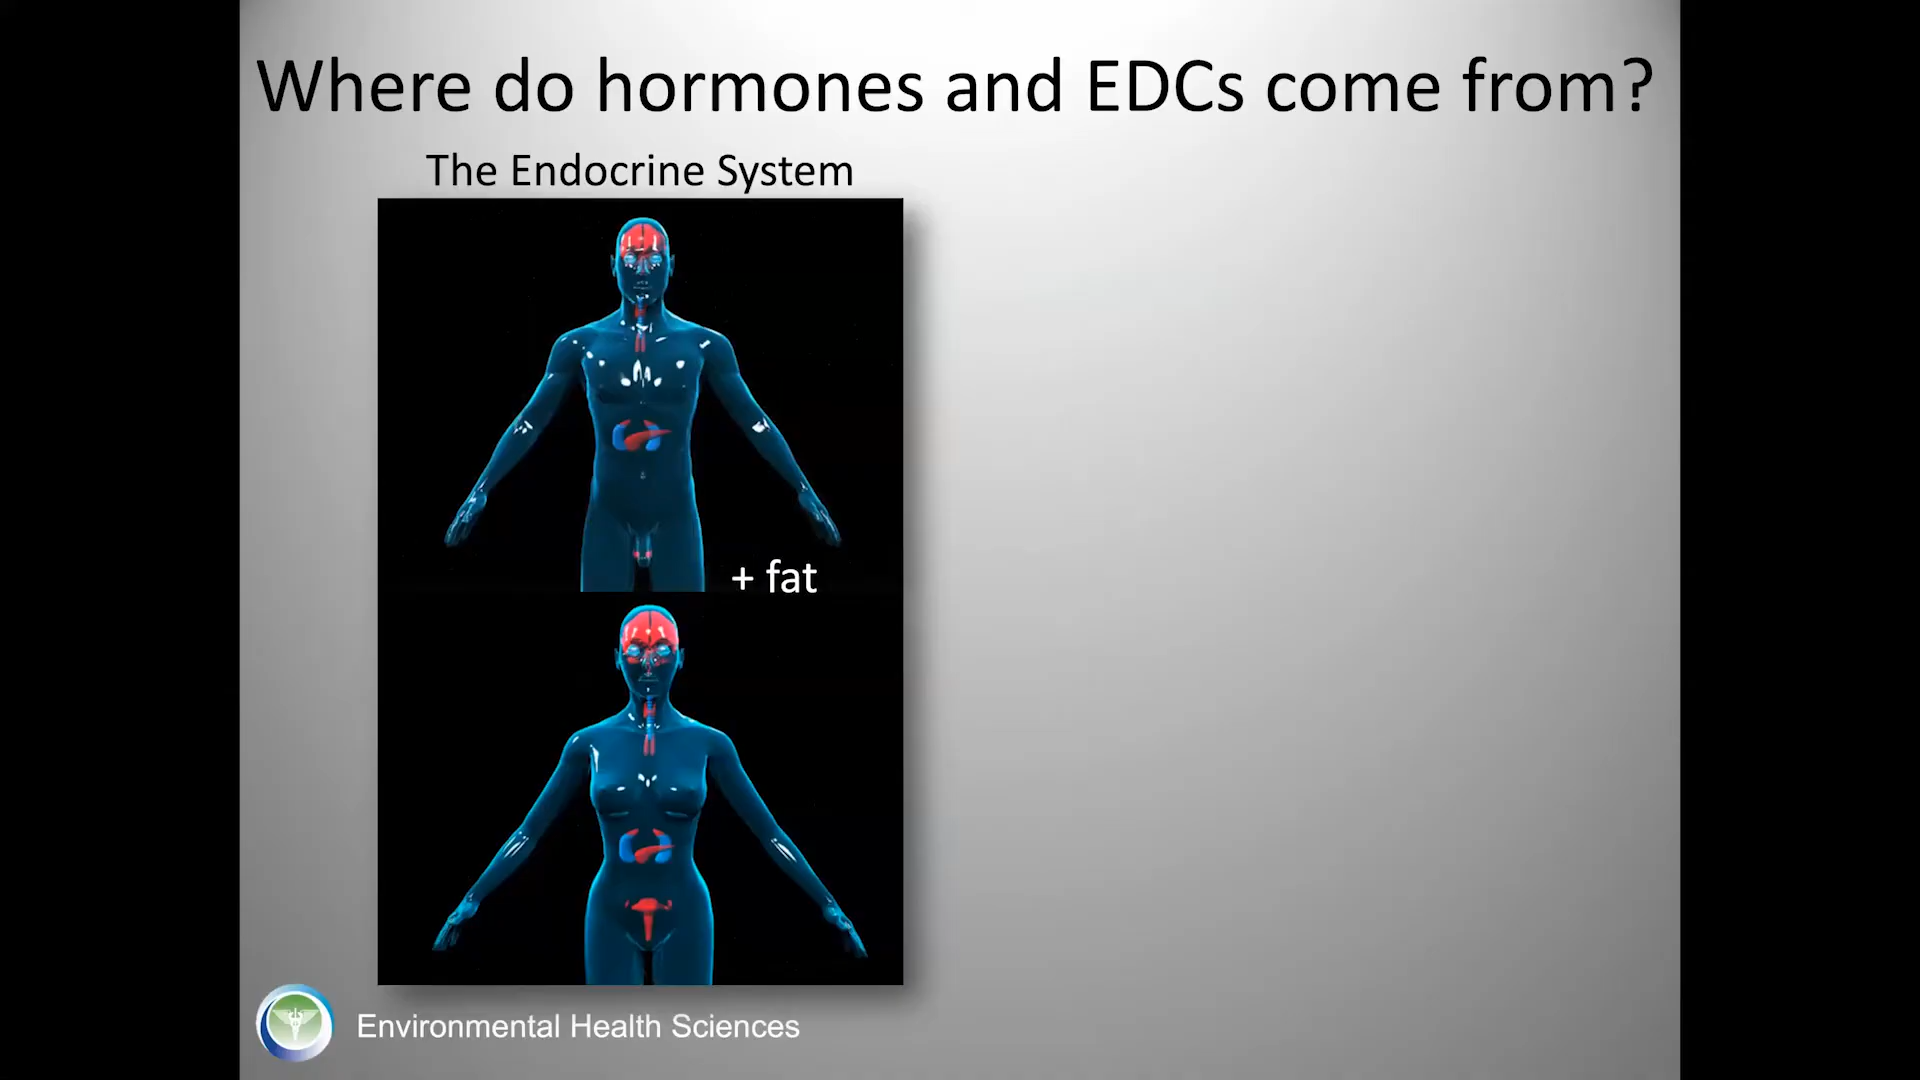 Where do hormones and EDCs come from?
The Endocrine System
+ fat
Environmental Health Sciences